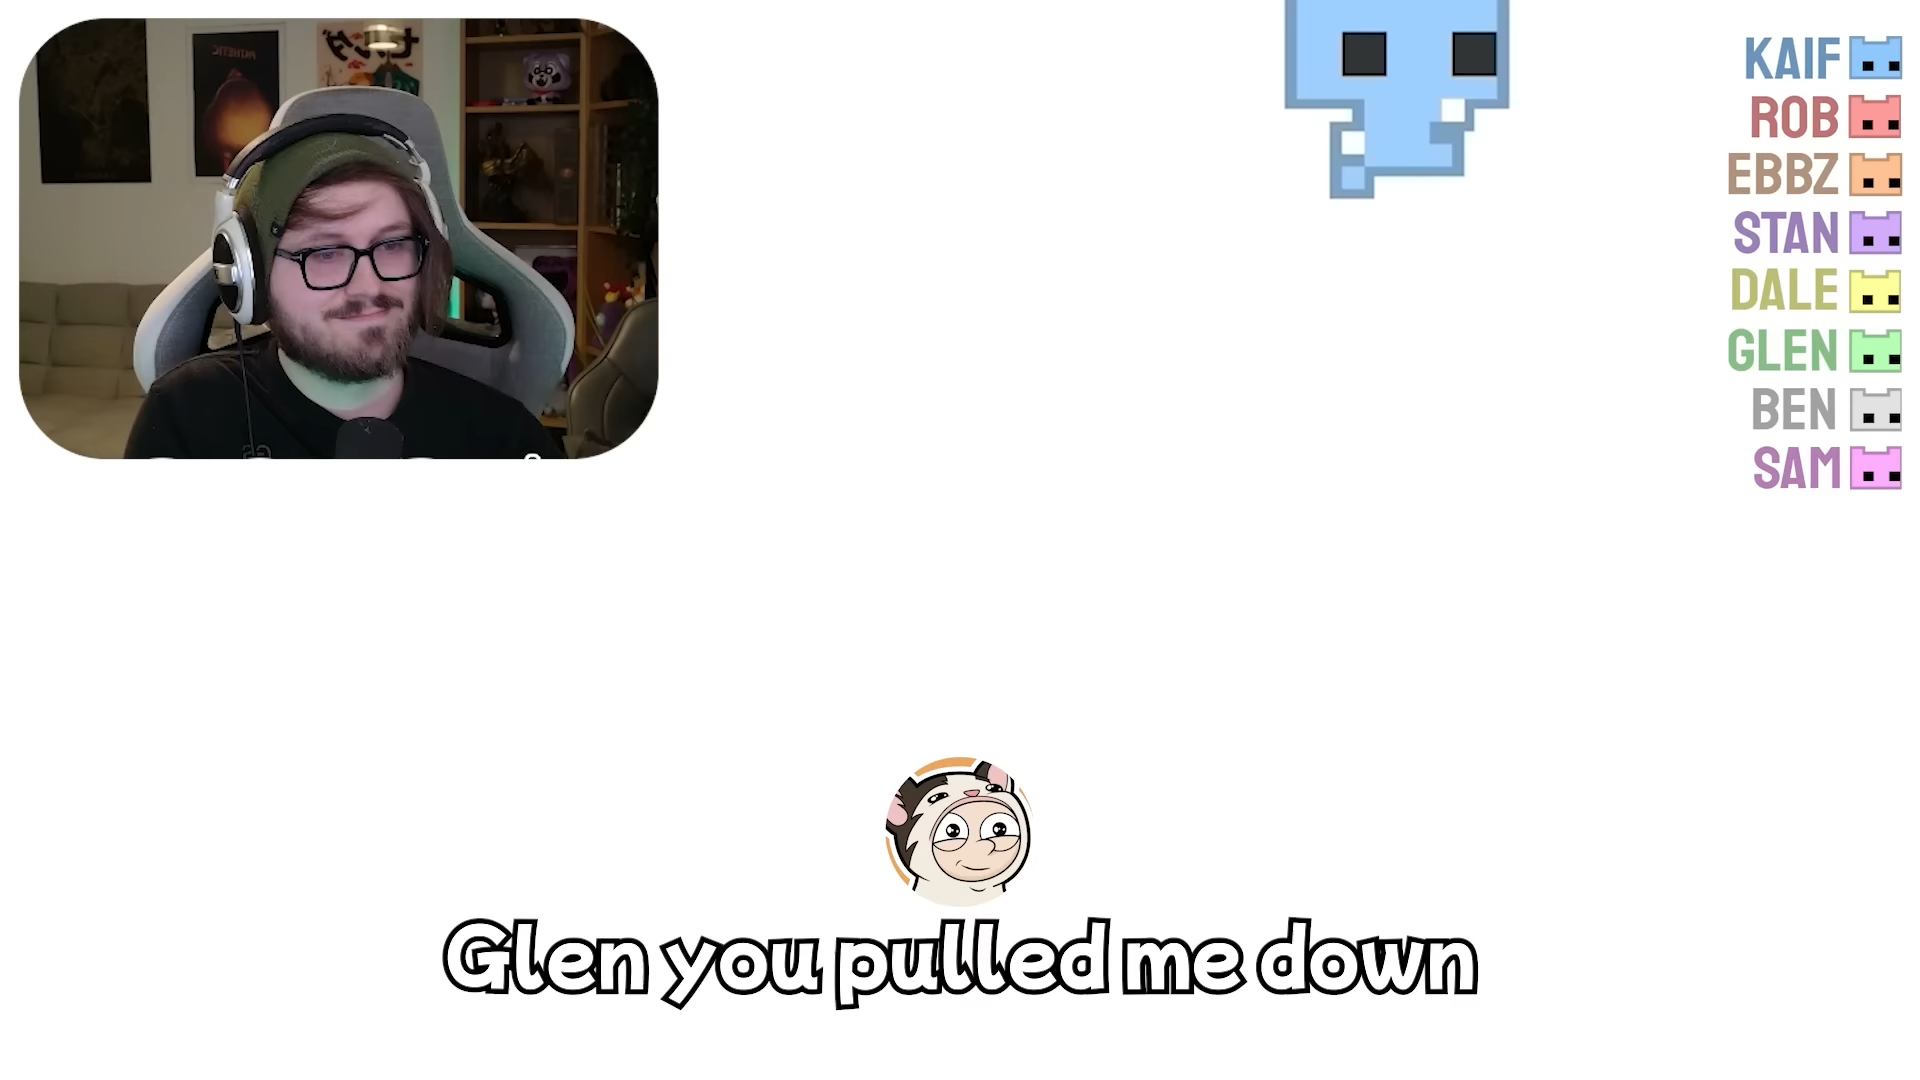 KAIF
ROB
EBBZ
STAN
DALE
GLEN
BEN
SAM
Glen you pulled me down